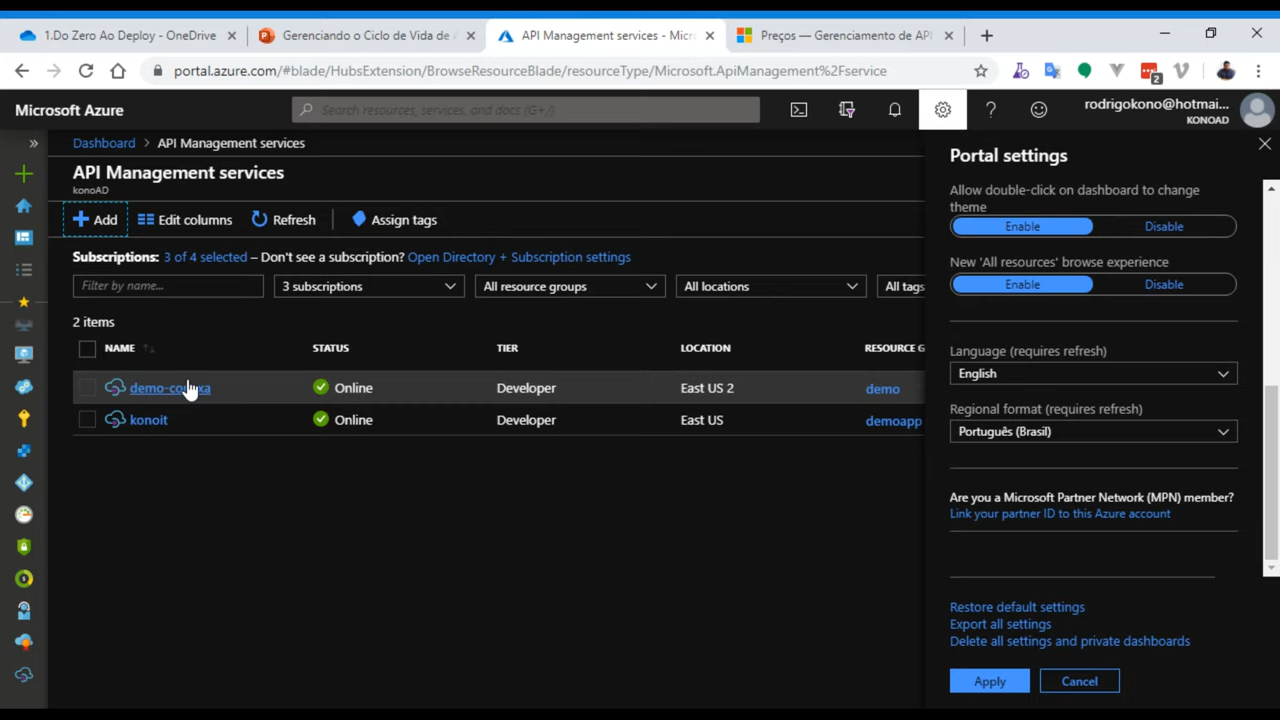 1.Do Zero Ao Deploy - OneDrive
Gerenciando o Ciclo de Vida de
API Management services - Micr
Preços — Gerenciamento de API
portal.azure.com/#blade/HubsExtension/BrowseResourceBlade/resourceType/Microsoft.ApiManagement%2Fservice
2
Microsoft Azure
Search resources, services, and docs (G+/)
rodrigokono@hotmai...
KONOAD
Dashboard > API Management services
API Management services
konoAD
Add
Edit columns
Refresh
Assign tags
Subscriptions: 3 of 4 selected – Don't see a subscription? Open Directory + Subscription settings
Filter by name...
3 subscriptions
All resource groups
All locations
All tags
2 items
NAME
STATUS
TIER
LOCATION
RESOURCE G
Online
Developer
East US 2
demo
konoit
Online
Developer
East US
demoapp
Portal settings
Allow double-click on dashboard to change
theme
Enable
Disable
New 'All resources' browse experience
Enable
Disable
Language (requires refresh)
English
Regional format (requires refresh)
Português (Brasil)
Are you a Microsoft Partner Network (MPN) member?
Link your partner ID to this Azure account
Restore default settings
Export all settings
Delete all settings and private dashboards
Apply
Cancel